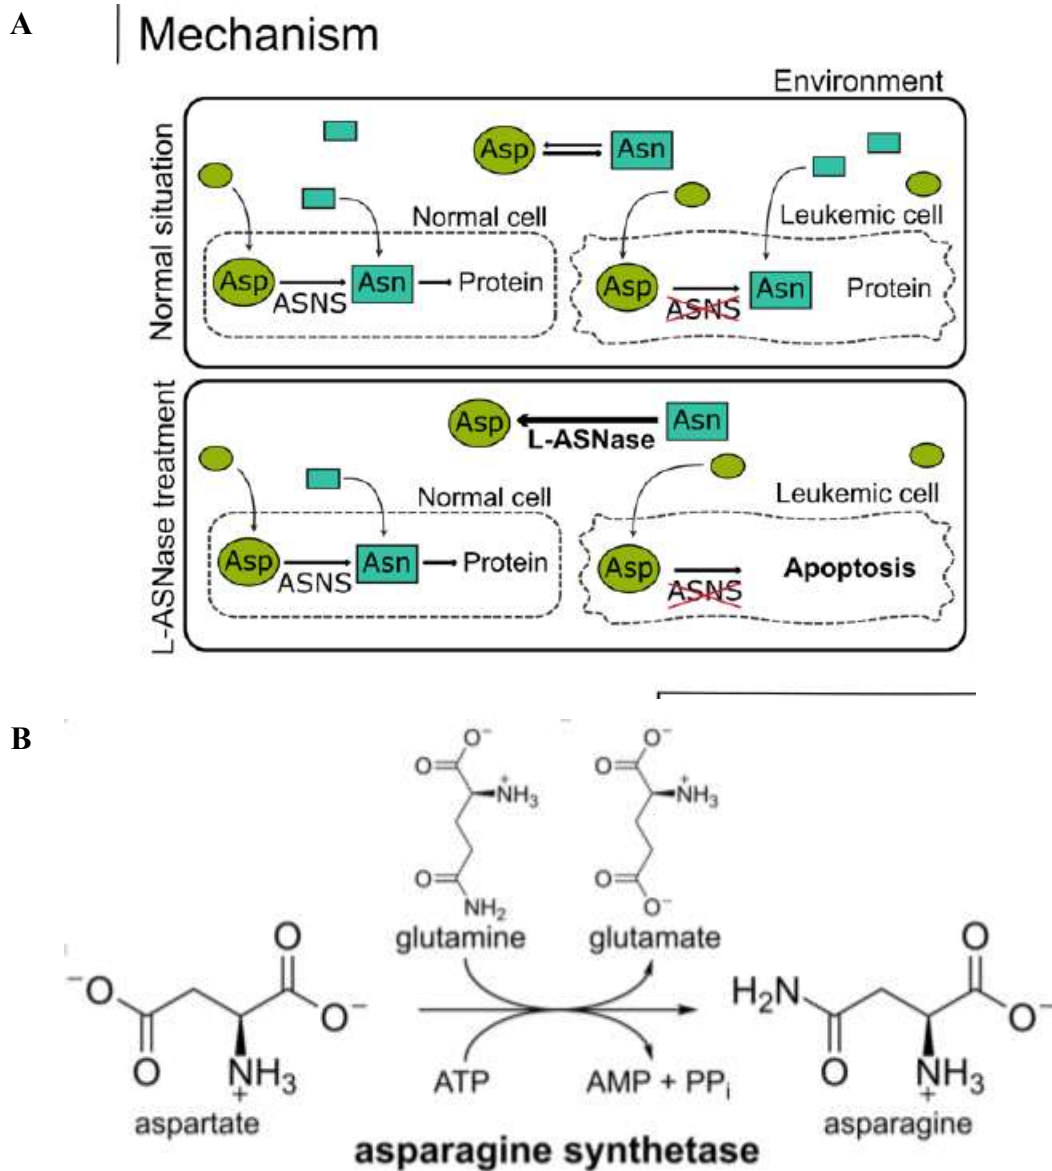 A
Mechanism
Environment
Normal situation
Asp
Asn
Normal cell
Leukemic cell
Asp
ASNS
Asn
Protein
Asp
ASNS
Asn
Protein
L-ASNase treatment
Asp
L-ASNase
Asn
Normal cell
Leukemic cell
Asp
ASNS
Asn
Protein
Asp
ASNS
Apoptosis
B
O⁻
O
NH₃
+
O
NH₂
glutamine
O⁻
O
NH₃
+
O
O⁻
glutamate
⁻O
O
O
O⁻
NH₃
+
aspartate
ATP
AMP + PPᵢ
H₂N
O
O
O⁻
NH₃
+
asparagine
asparagine synthetase